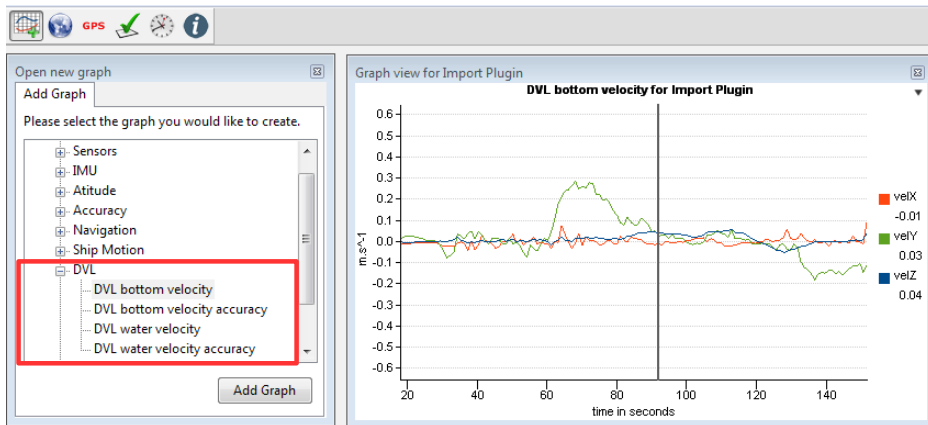 GPS
Open new graph
Add Graph
Please select the graph you would like to create.
Sensors
IMU
Atitude
Accuracy
Navigation
Ship Motion
DVL
DVL bottom velocity
DVL bottom velocity accuracy
DVL water velocity
DVL water velocity accuracy
Add Graph
Graph view for Import Plugin
DVL bottom velocity for Import Plugin
0.6
0.5
0.4
0.3
0.2
0.1
0.0
-0.1
-0.2
-0.3
-0.4
-0.5
-0.6
m.s^-1
20 40 60 80 100 120 140
time in seconds
velX
-0.01
velY
0.03
velZ
0.04